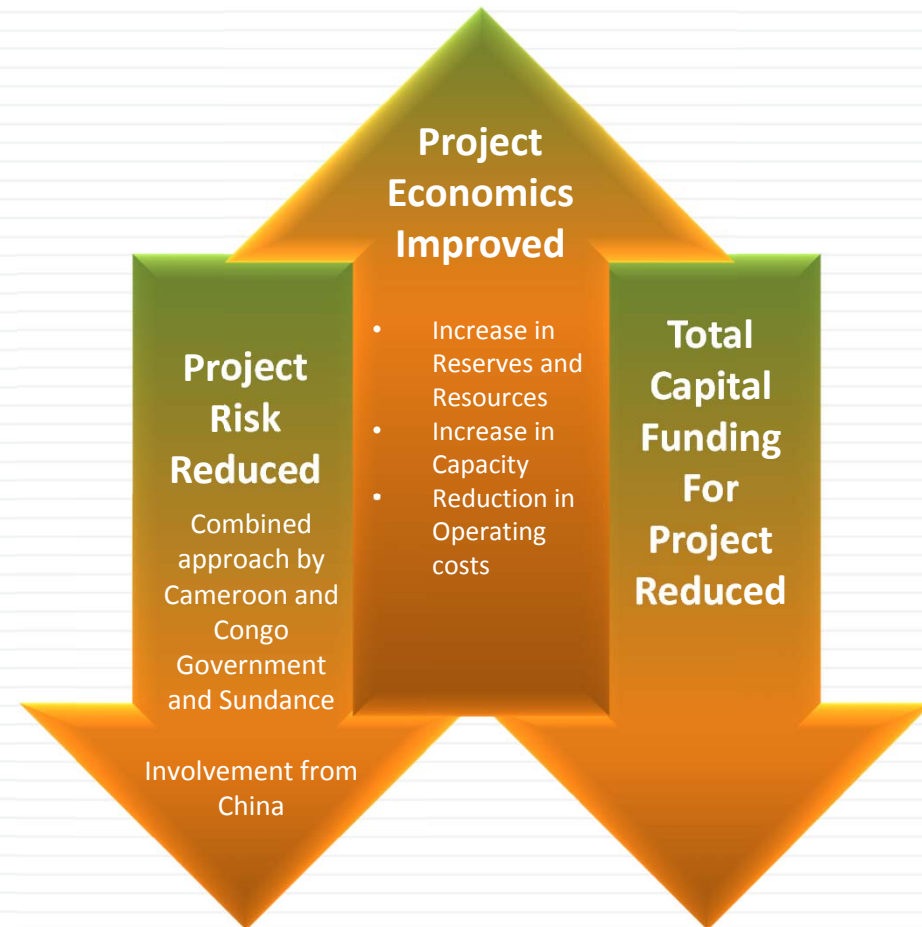 Project
Risk
Reduced
Combined
approach by
Cameroon and
Congo
Government
and Sundance
Involvement from
China
Project
Economics
Improved
• Increase in
Reserves and
Resources
• Increase in
Capacity
• Reduction in
Operating
costs
Total
Capital
Funding
For
Project
Reduced